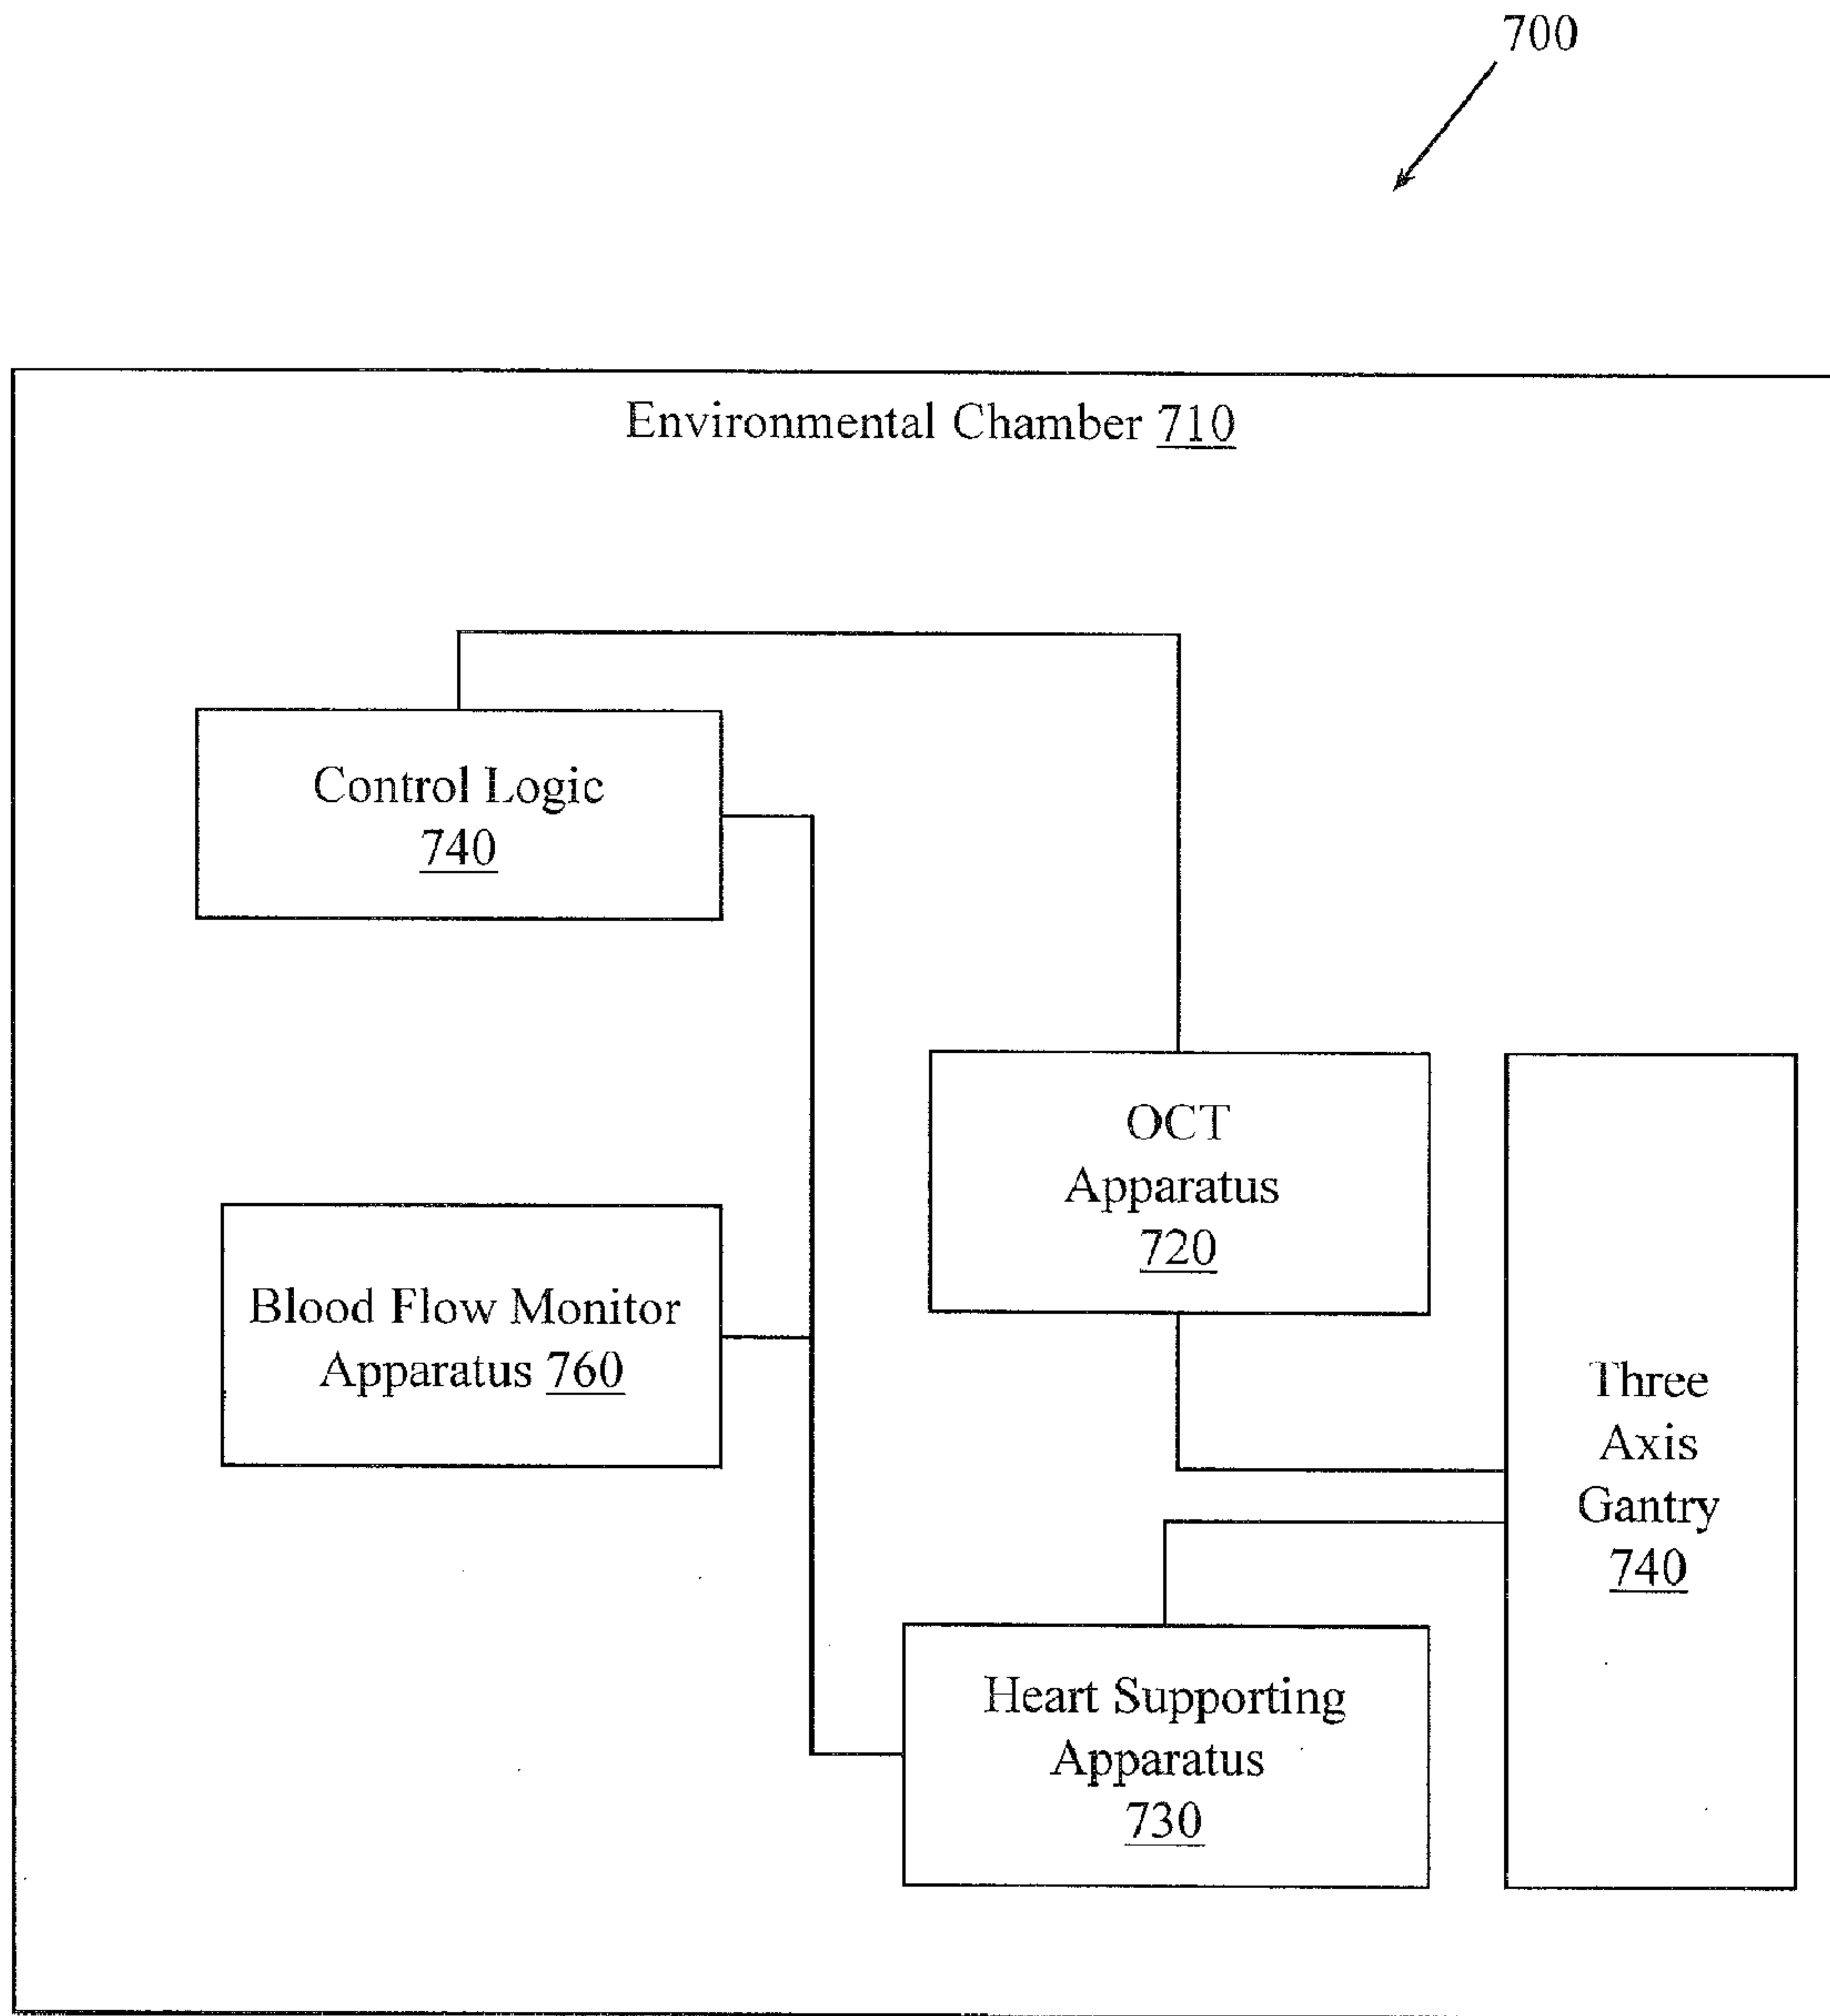 700
Environmental Chamber 710
Control Logic
740
OCT
Apparatus
720
Blood Flow Monitor
Apparatus 760
Three
Axis
Gantry
740
Heart Supporting
Apparatus
730